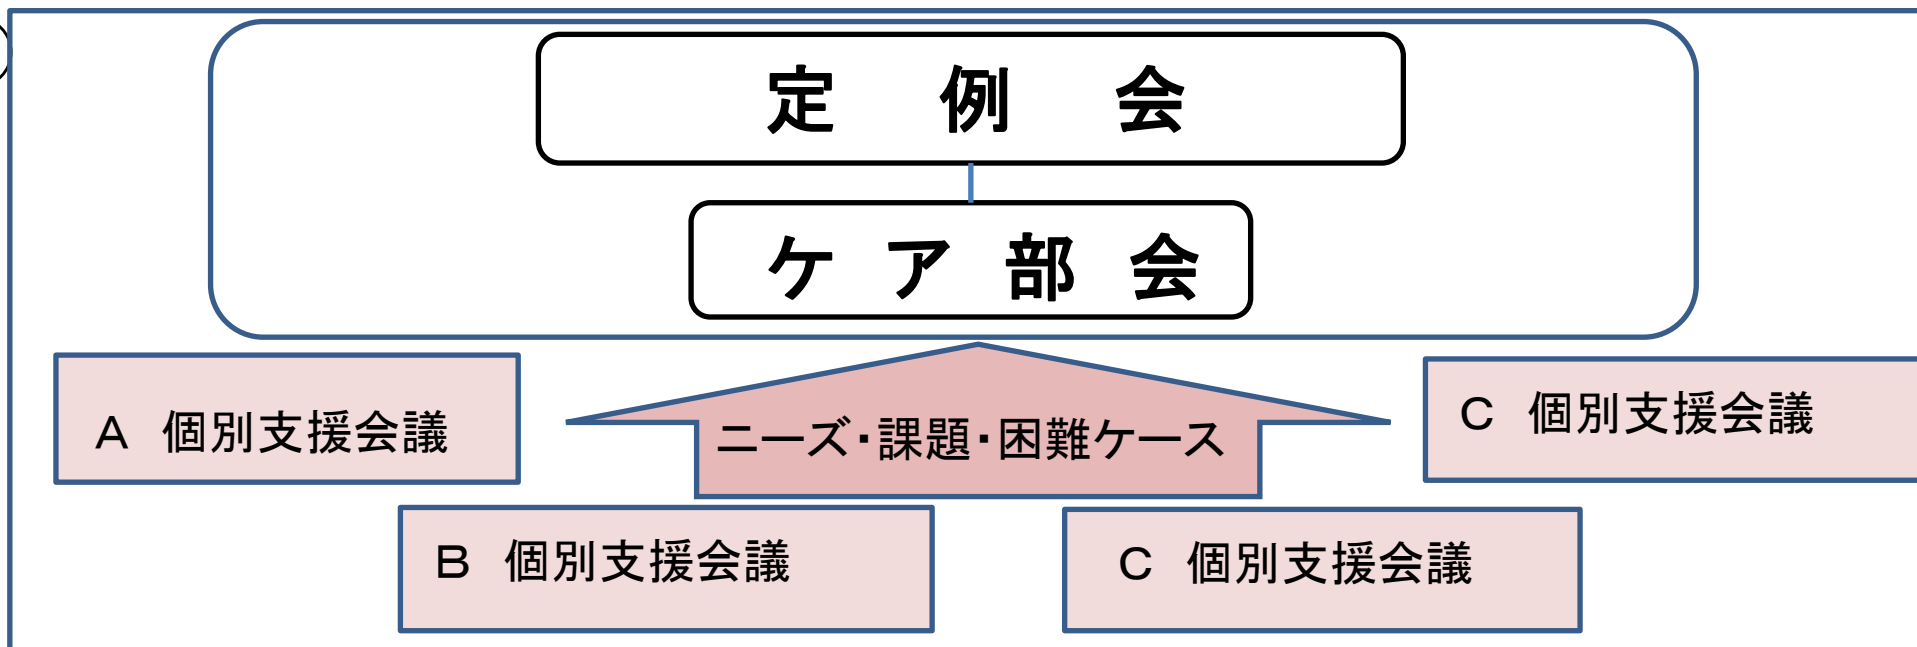 定　例　会
ケ　ア　部　会
A　個別支援会議
ニーズ・課題・困難ケース
C　個別支援会議
B　個別支援会議
C　個別支援会議